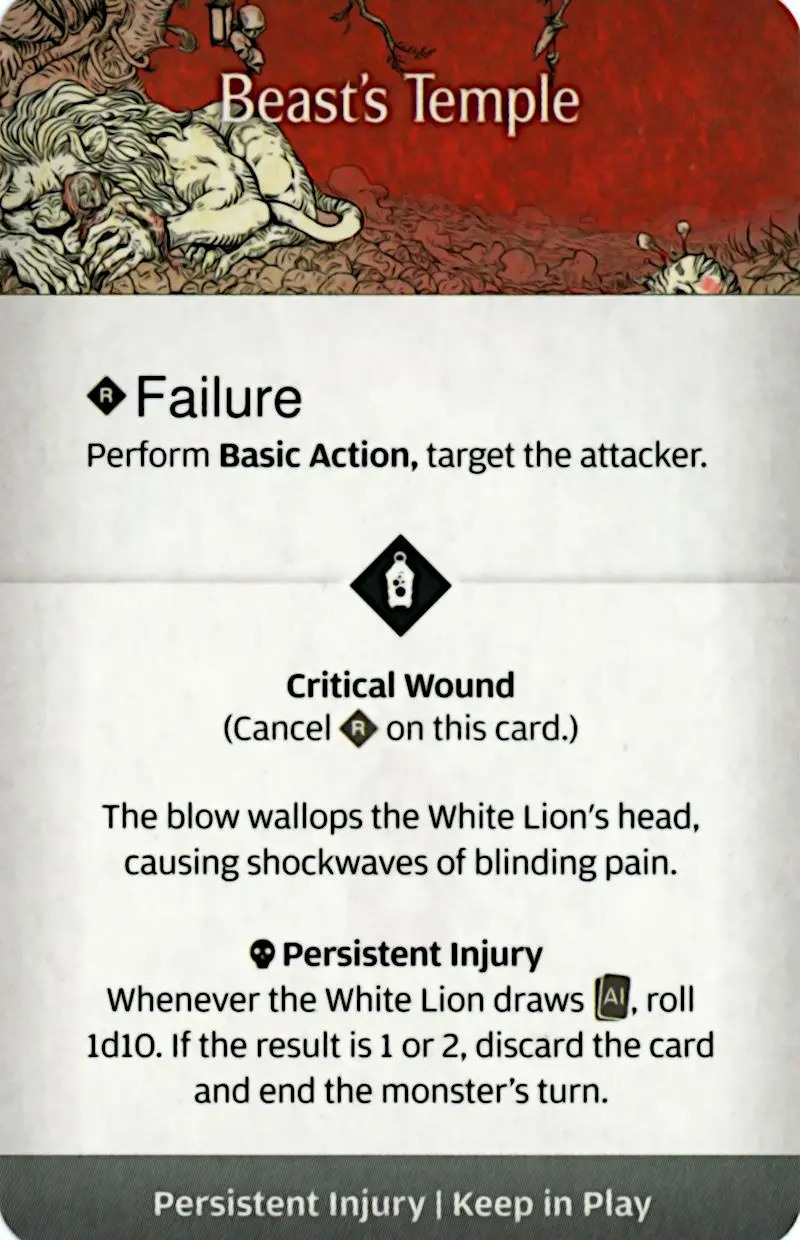 Beast's Temple
R Failure
Perform Basic Action, target the attacker.
Critical Wound
(Cancel R on this card.)
The blow wallops the White Lion's head,
causing shockwaves of blinding pain.
Persistent Injury
Whenever the White Lion draws AI, roll
1d10. If the result is 1 or 2, discard the card
and end the monster's turn.
Persistent Injury | Keep in Play